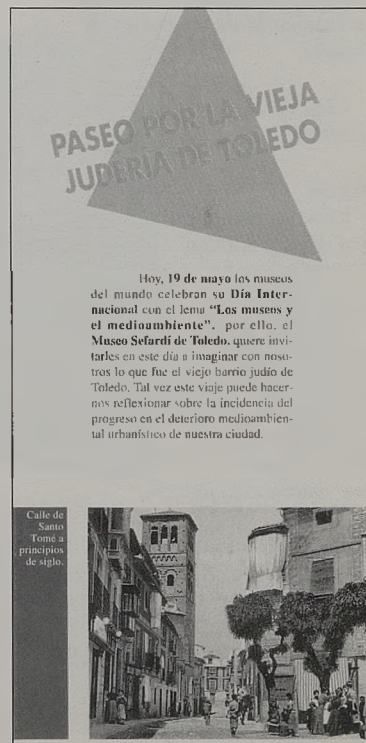 PASEO POR LA VIEJA
JUDERIA DE TOLEDO
Hoy, 19 de mayo los museos
del mundo celebran su Día Inter-
nacional con el lema “Los museos y
el medioambiente”. por ello, el
Museo Sefardí de Toledo, quiere invi-
tarles en este día a imaginar con noso-
tros lo que fue el viejo barrio judío de
Toledo. Tal vez este viaje puede hacer-
nos reflexionar sobre la incidencia del
progreso en el deterioro medioambien-
tal urbanístico de nuestra ciudad.
Calle de
Santo
Tomé a
principios
de siglo.